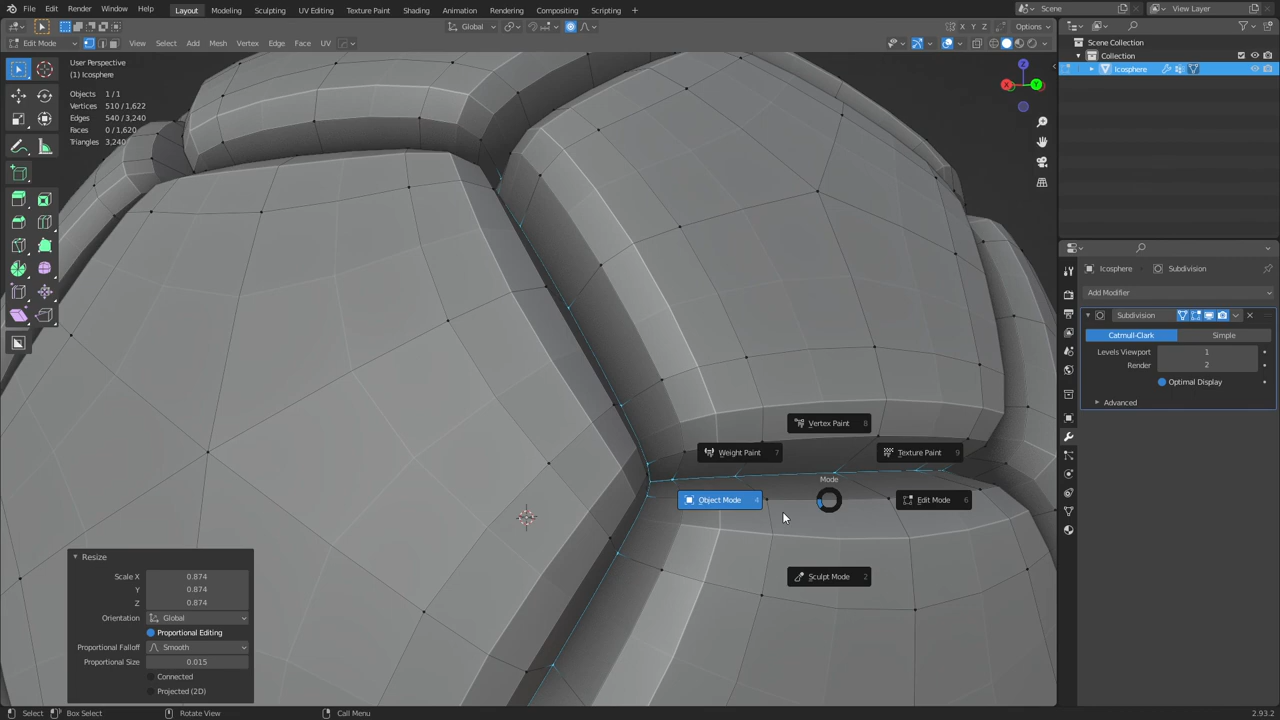 File Edit Render Window Help Layout Modeling Sculpting UV Editing Texture Paint Shading Animation Rendering Compositing Scripting + Scene View Layer
Global X Y Z Options
Edit Mode View Select Add Mesh Vertex Edge Face UV
User Perspective
(1) Icosphere
Objects 1 / 1
Vertices 510 / 1,622
Edges 540 / 3,240
Faces 0 / 1,620
Triangles 3,240
X Y Z
Scene Collection
Collection
Icosphere
Icosphere Subdivision
Add Modifier
Subdivision
Catmull-Clark Simple
Levels Viewport 1
Render 2
Optimal Display
Advanced
Vertex Paint 8
Weight Paint 7
Texture Paint 9
Mode
Object Mode 4
Edit Mode 6
Sculpt Mode 2
Resize
Scale X 0.874
Y 0.874
Z 0.874
Orientation Global
Proportional Editing
Proportional Falloff Smooth
Proportional Size 0.015
Connected
Projected (2D)
Select Box Select Rotate View Call Menu 2.93.2